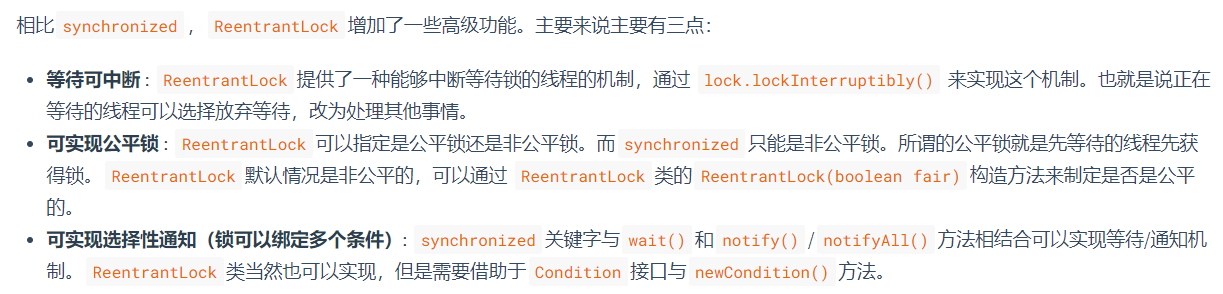 相比 synchronized ， ReentrantLock 增加了一些高级功能。主要来说主要有三点：
• 等待可中断 : ReentrantLock 提供了一种能够中断等待锁的线程的机制，通过 lock.lockInterruptibly() 来实现这个机制。也就是说正在
等待的线程可以选择放弃等待，改为处理其他事情。
• 可实现公平锁 : ReentrantLock 可以指定是公平锁还是非公平锁。而 synchronized 只能是非公平锁。所谓的公平锁就是先等待的线程先获
得锁。 ReentrantLock 默认情况是非公平的，可以通过 ReentrantLock 类的 ReentrantLock(boolean fair) 构造方法来制定是否是公平
的。
• 可实现选择性通知（锁可以绑定多个条件）: synchronized 关键字与 wait() 和 notify() / notifyAll() 方法相结合可以实现等待/通知机
制。 ReentrantLock 类当然也可以实现，但是需要借助于 Condition 接口与 newCondition() 方法。